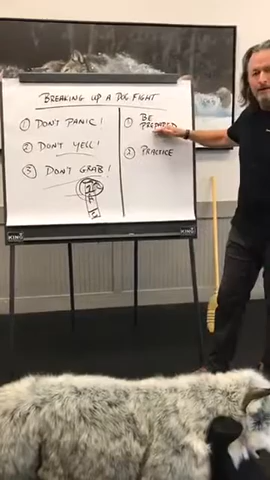 BREAKING UP A DOG FIGHT
① DON'T PANIC!
② DON'T YELL!
③ DON'T GRAB!
① BE
PREPARED
② PRACTICE